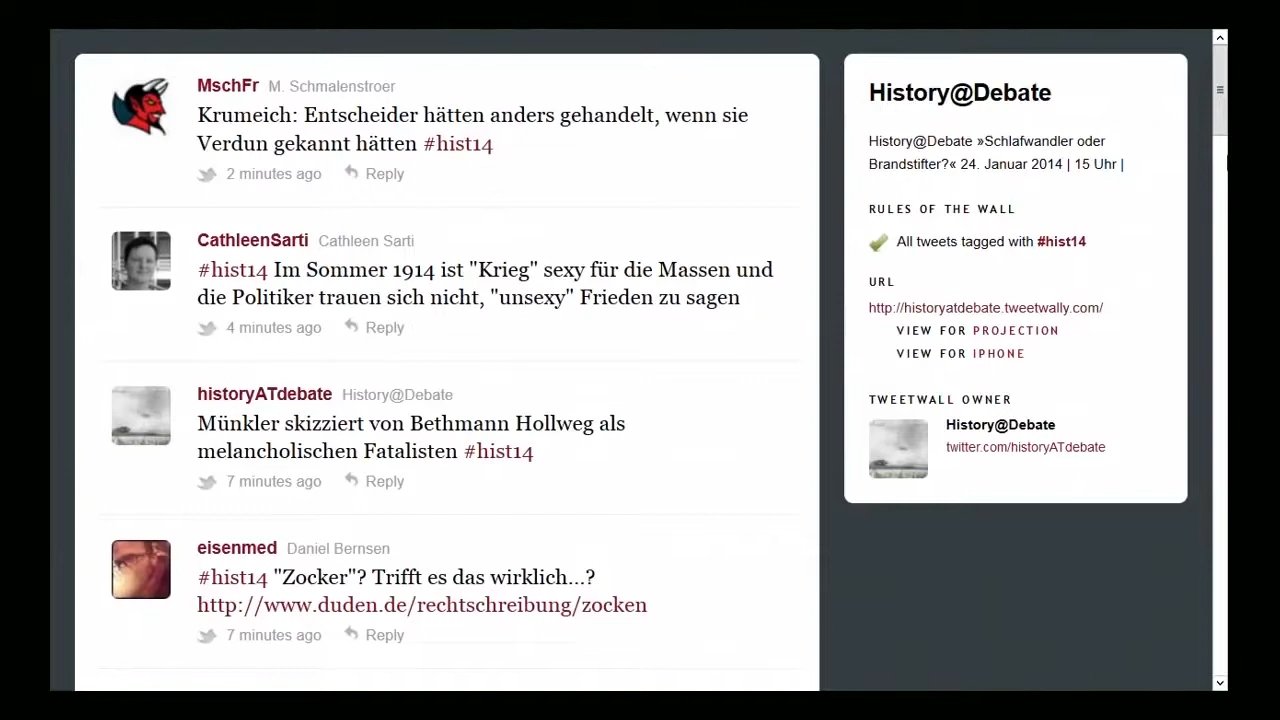 MschFr M. Schmalenstroer
Krumeich: Entscheider hätten anders gehandelt, wenn sie
Verdun gekannt hätten #hist14
2 minutes ago Reply
CathleenSarti Cathleen Sarti
#hist14 Im Sommer 1914 ist "Krieg" sexy für die Massen und
die Politiker trauen sich nicht, "unsexy" Frieden zu sagen
4 minutes ago Reply
historyATdebate History@Debate
Münkler skizziert von Bethmann Hollweg als
melancholischen Fatalisten #hist14
7 minutes ago Reply
eisenmed Daniel Bernsen
#hist14 "Zocker"? Trifft es das wirklich...?
http://www.duden.de/rechtschreibung/zocken
7 minutes ago Reply
History@Debate
History@Debate »Schlafwandler oder
Brandstifter?« 24. Januar 2014 | 15 Uhr |
RULES OF THE WALL
All tweets tagged with #hist14
URL
http://historyatdebate.tweetwally.com/
VIEW FOR PROJECTION
VIEW FOR IPHONE
TWEETWALL OWNER
History@Debate
twitter.com/historyATdebate